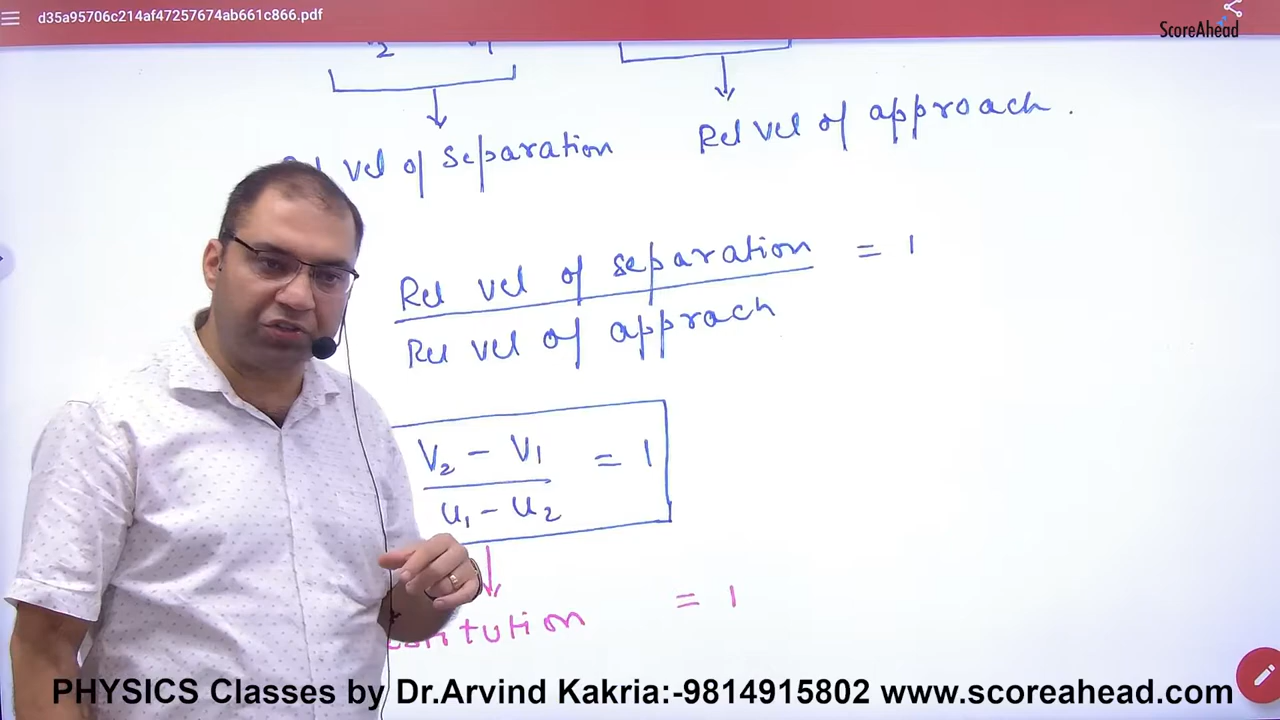 d35a95706c214af47257674ab661c866.pdf
ScoreAhead
vel of separation
Rel vel of approach.
Rel vel of separation = 1
Rel vel of approach
V₂ - V₁ = 1
u₁ - u₂
= 1
PHYSICS Classes by Dr.Arvind Kakria:-9814915802 www.scoreahead.com